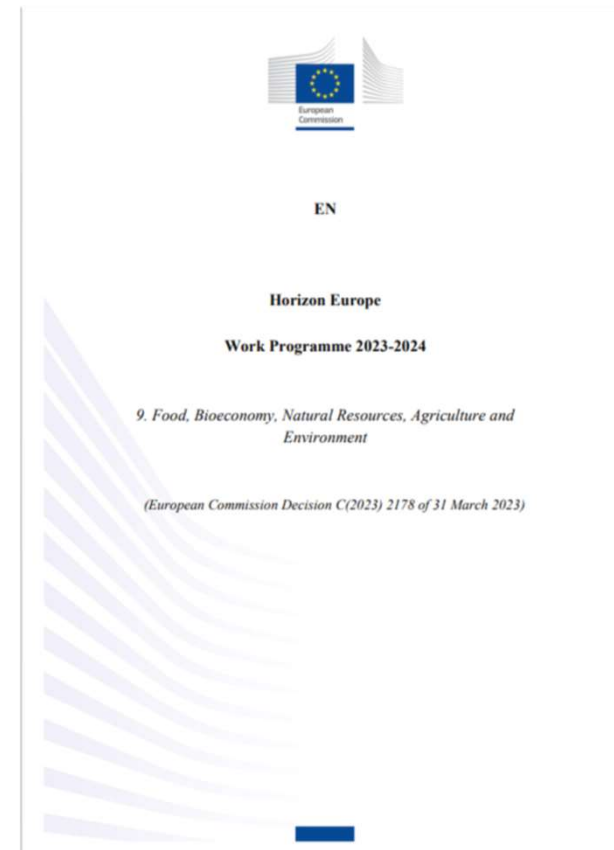 European
Commission
EN
Horizon Europe
Work Programme 2023-2024
9. Food, Bioeconomy, Natural Resources, Agriculture and
Environment
(European Commission Decision C(2023) 2178 of 31 March 2023)